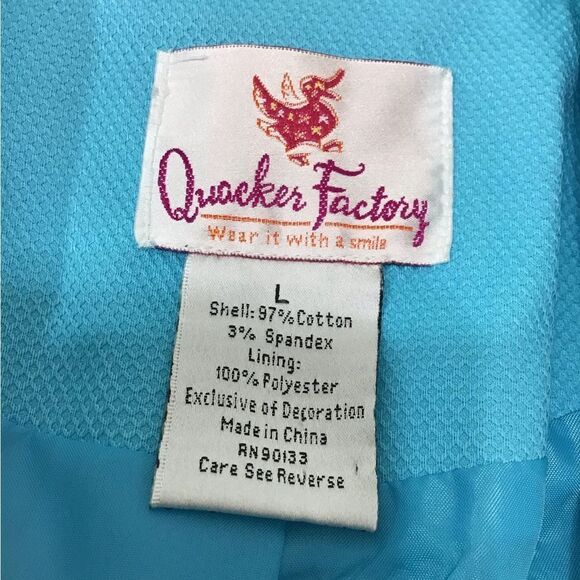 Quacker Factory
Wear it with a smile
L
Shell: 97% Cotton
3% Spandex
Lining:
100% Polyester
Exclusive of Decoration
Made in China
RN90133
Care See Reverse